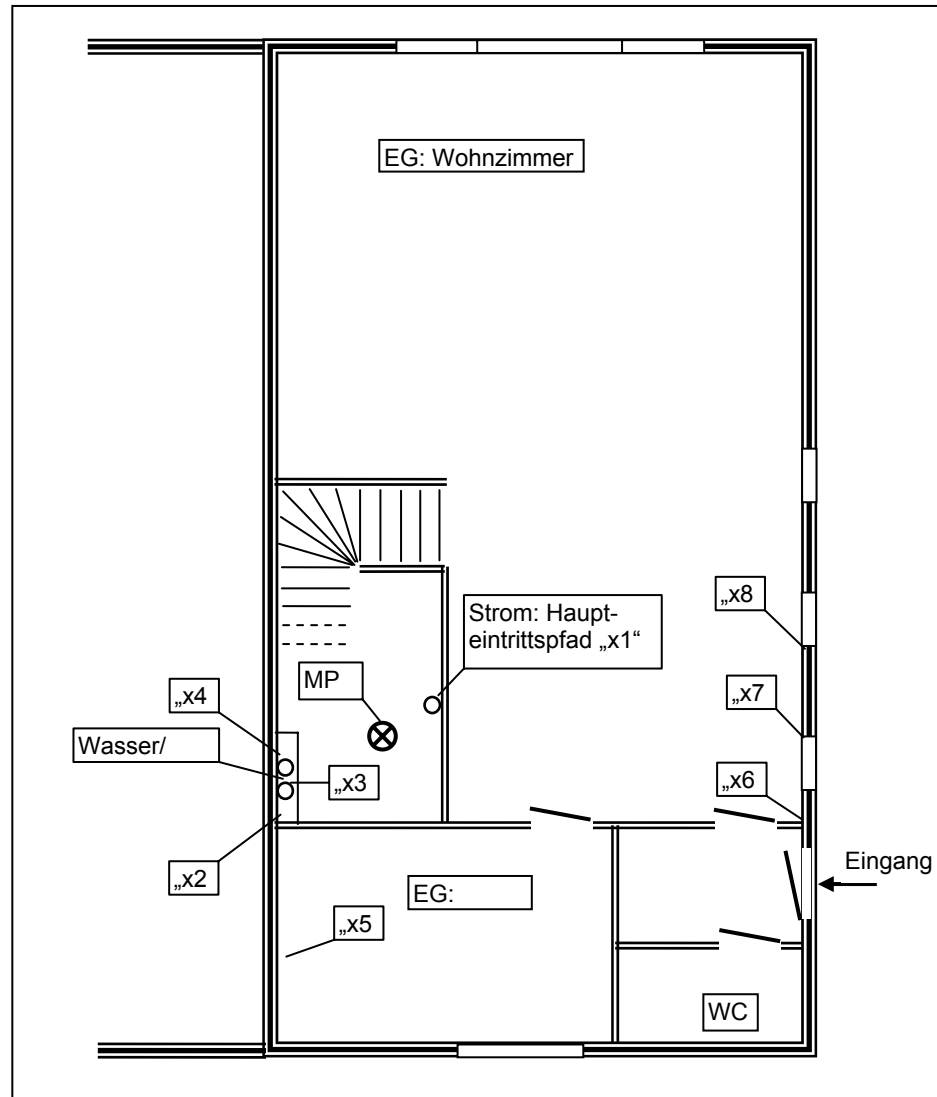 EG: Wohnzimmer
Strom: Haupt-
eintrittspfad „x1“
„x8
MP
„x4
„x7
Wasser/
„x3
„x6
Eingang
„x2
EG:
„x5
WC